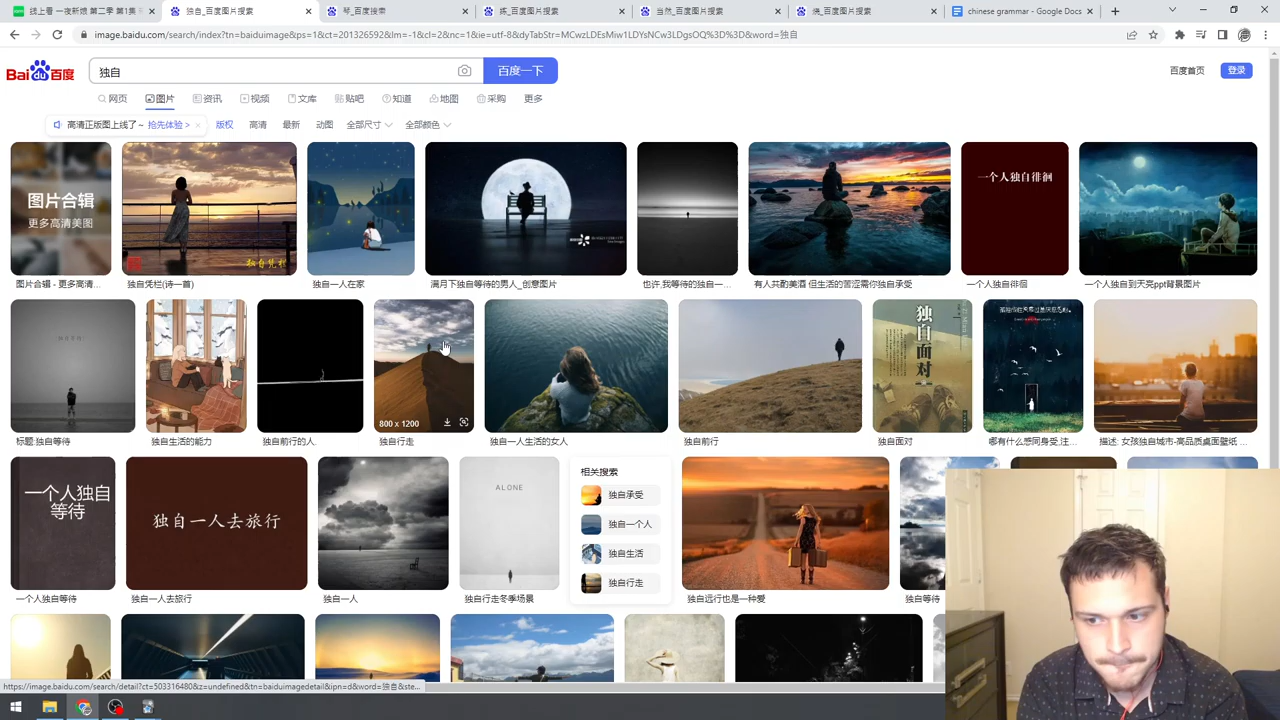 线上看 一夜新娘 第二季 第1集
独自_百度图片搜索
琴_百度搜索
炼_百度图片搜索
当然_百度图片搜索
浇_百度图片搜索
chinese grammar - Google Docs
image.baidu.com/search/index?tn=baiduimage&ps=1&ct=201326592&lm=-1&cl=2&nc=1&ie=utf-8&dyTabStr=MCwzLDEsMiw1LDYsNCw3LDgsOQ%3D%3D&word=独自
Bai du 百度
独自
百度一下
百度首页
登录
网页
图片
资讯
视频
文库
贴吧
知道
地图
采购
更多
高清正版图上线了~ 抢先体验 > ×
版权
高清
最新
动图
全部尺寸
全部颜色
图片合辑
更多高清美图
独自凭栏
一个人独自徘徊
图片合辑 - 更多高清...
独自凭栏(诗一首)
独自一人在家
满月下独自等待的男人_创意图片
也许,我等待的独自一...
有人共酌美酒 但生活的苦涩需你独自承受
一个人独自徘徊
一个人独自到天亮ppt背景图片
800 x 1200
独自面对
标题:独自等待
独自生活的能力
独自前行的人
独自行走
独自一人生活的女人
独自前行
独自面对
哪有什么感同身受,注...
描述: 女孩独自城市-高品质桌面壁纸 ...
一个人独自
等待
独自一人去旅行
ALONE
相关搜索
独自承受
独自一个人
独自生活
独自行走
一个人独自等待
独自一人去旅行
独自一人
独自行走冬季场景
独自远行也是一种爱
独自等待
https://image.baidu.com/search/detail?ct=503316480&z=undefined&tn=baiduimagedetail&ipn=d&word=独自&ste...